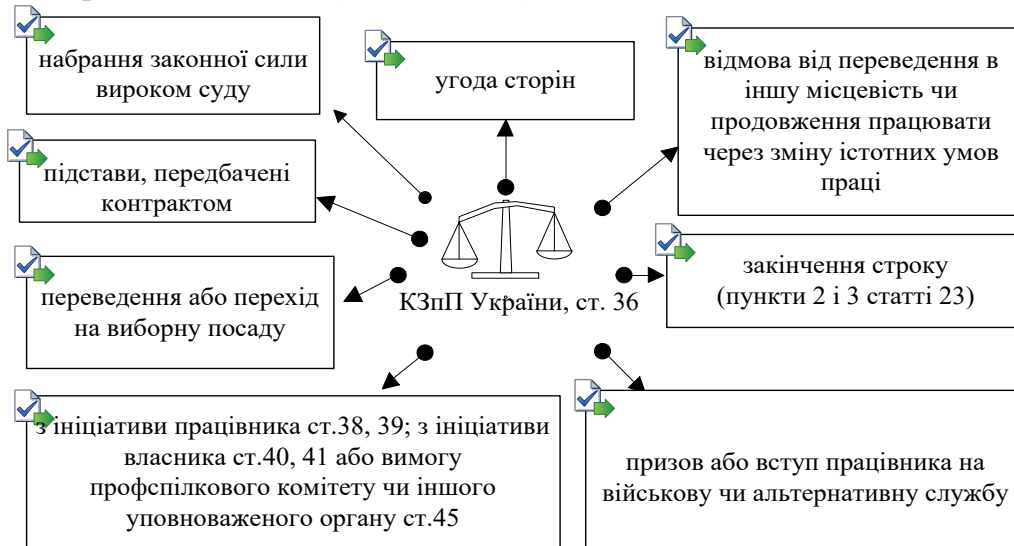 набрання законної сили
вироком суду
угода сторін
відмова від переведення в
іншу місцевість чи
продовження працювати
через зміну істотних умов
праці
підстави, передбачені
контрактом
переведення або перехід
на виборну посаду
закінчення строку
(пункти 2 і 3 статті 23)
КЗпП України, ст. 36
з ініціативи працівника ст.38, 39; з ініціативи
власника ст.40, 41 або вимогу
профспілкового комітету чи іншого
уповноваженого органу ст.45
призов або вступ працівника на
військову чи альтернативну службу